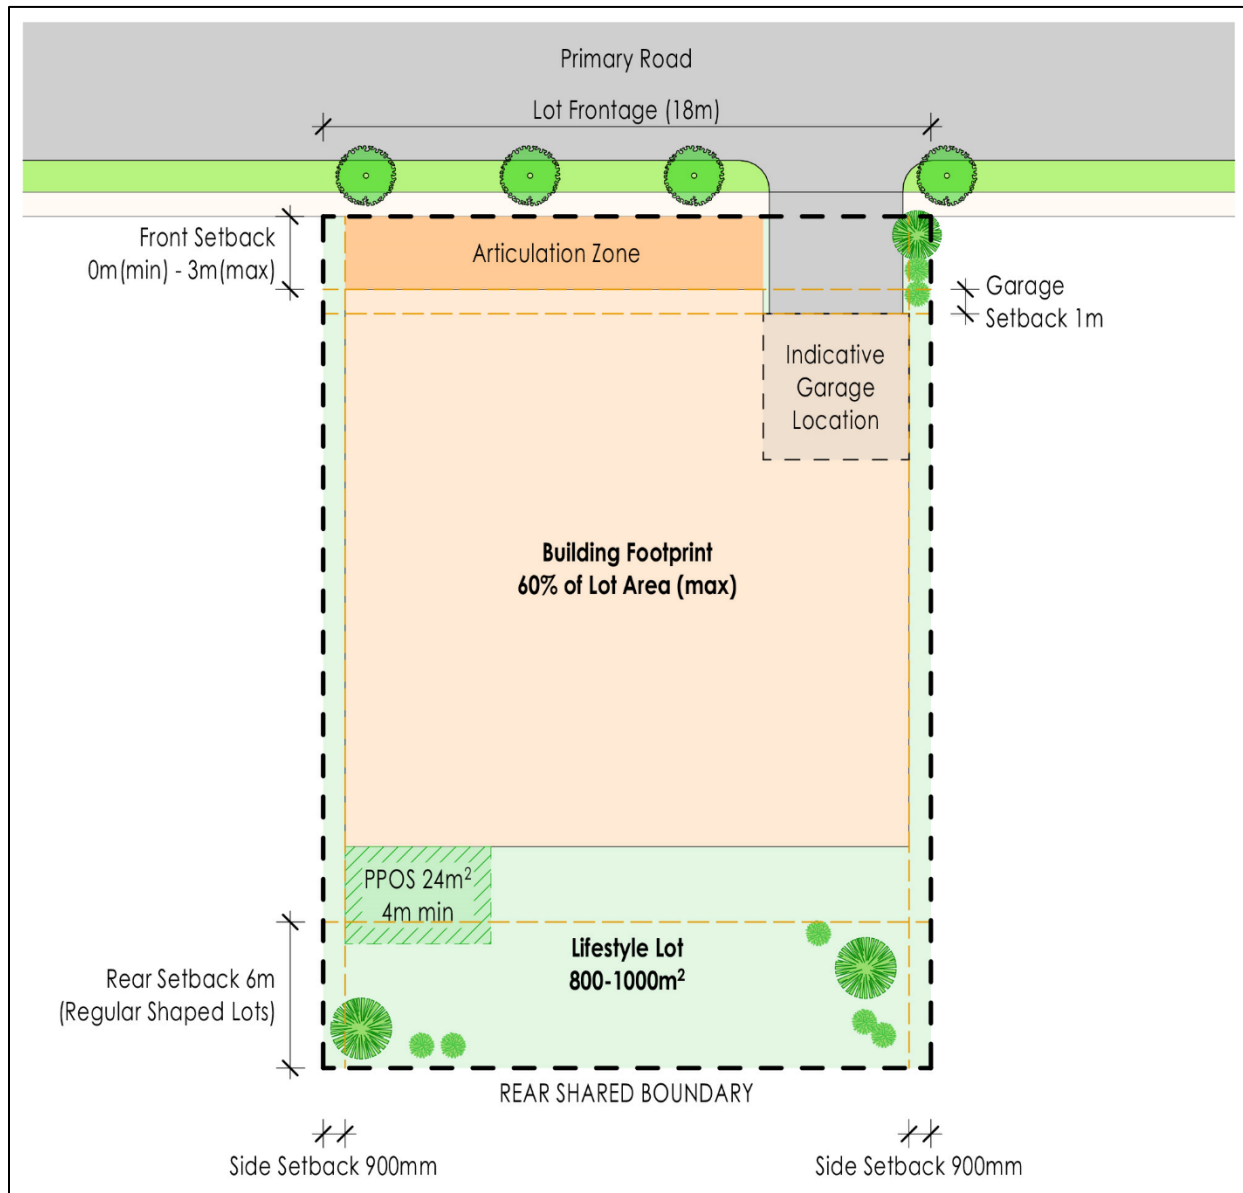 Primary Road
Lot Frontage (18m)
Front Setback
0m(min) - 3m(max)
Articulation Zone
Garage
Setback 1m
Indicative
Garage
Location
Building Footprint
60% of Lot Area (max)
PPOS 24m²
4m min
Lifestyle Lot
800-1000m²
Rear Setback 6m
(Regular Shaped Lots)
REAR SHARED BOUNDARY
Side Setback 900mm
Side Setback 900mm